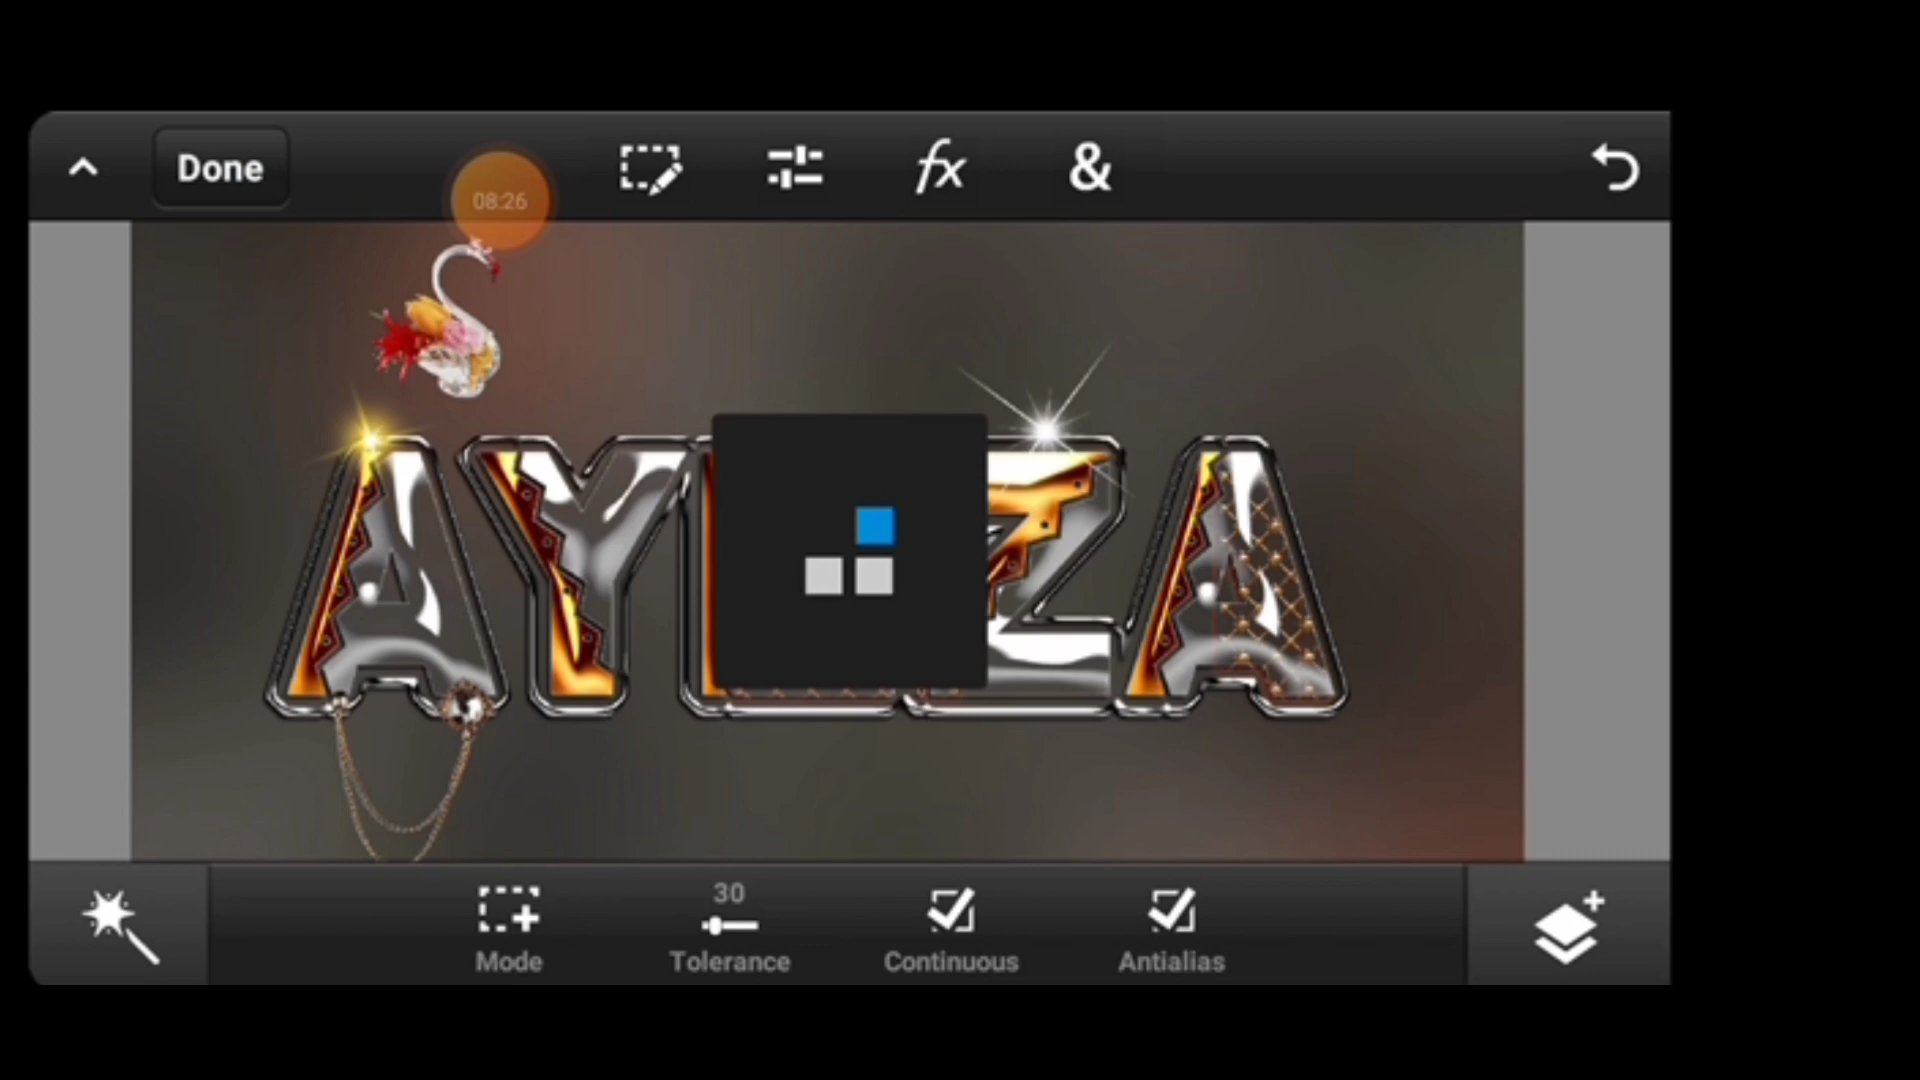 Done
08:26
fx
&
AY ZA
30
Mode
Tolerance
Continuous
Antialias